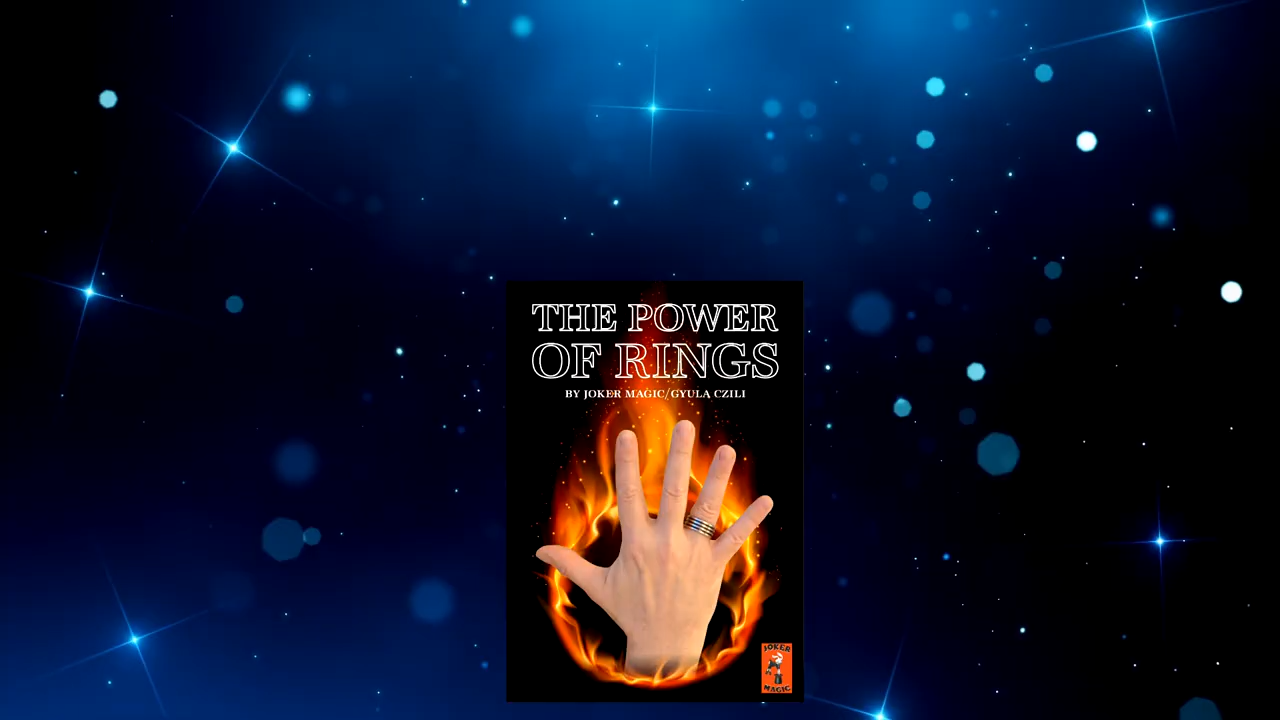 THE POWER
OF RINGS
BY JOKER MAGIC/GYULA CZILI
JOKER
MAGIC